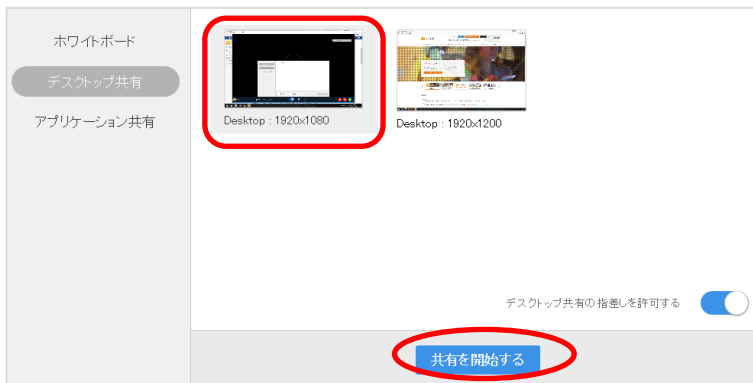 ホワイトボード
デスクトップ共有
アプリケーション共有
Desktop : 1920x1080
Desktop : 1920x1200
デスクトップ共有の指差しを許可する
共有を開始する